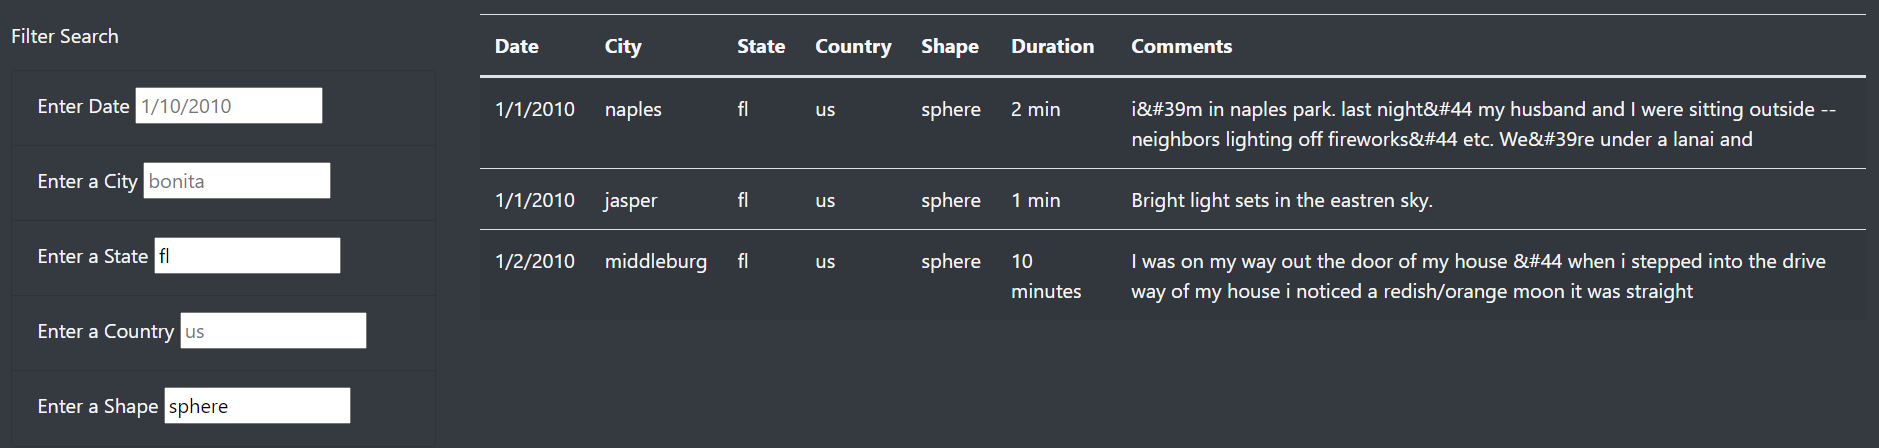 Filter Search
Enter Date 1/10/2010
Enter a City bonita
Enter a State fl
Enter a Country us
Enter a Shape sphere
Date City State Country Shape Duration Comments
1/1/2010 naples fl us sphere 2 min i&#39m in naples park. last night&#44 my husband and I were sitting outside --
neighbors lighting off fireworks&#44 etc. We&#39re under a lanai and
1/1/2010 jasper fl us sphere 1 min Bright light sets in the eastren sky.
1/2/2010 middleburg fl us sphere 10 I was on my way out the door of my house &#44 when i stepped into the drive
minutes way of my house i noticed a redish/orange moon it was straight